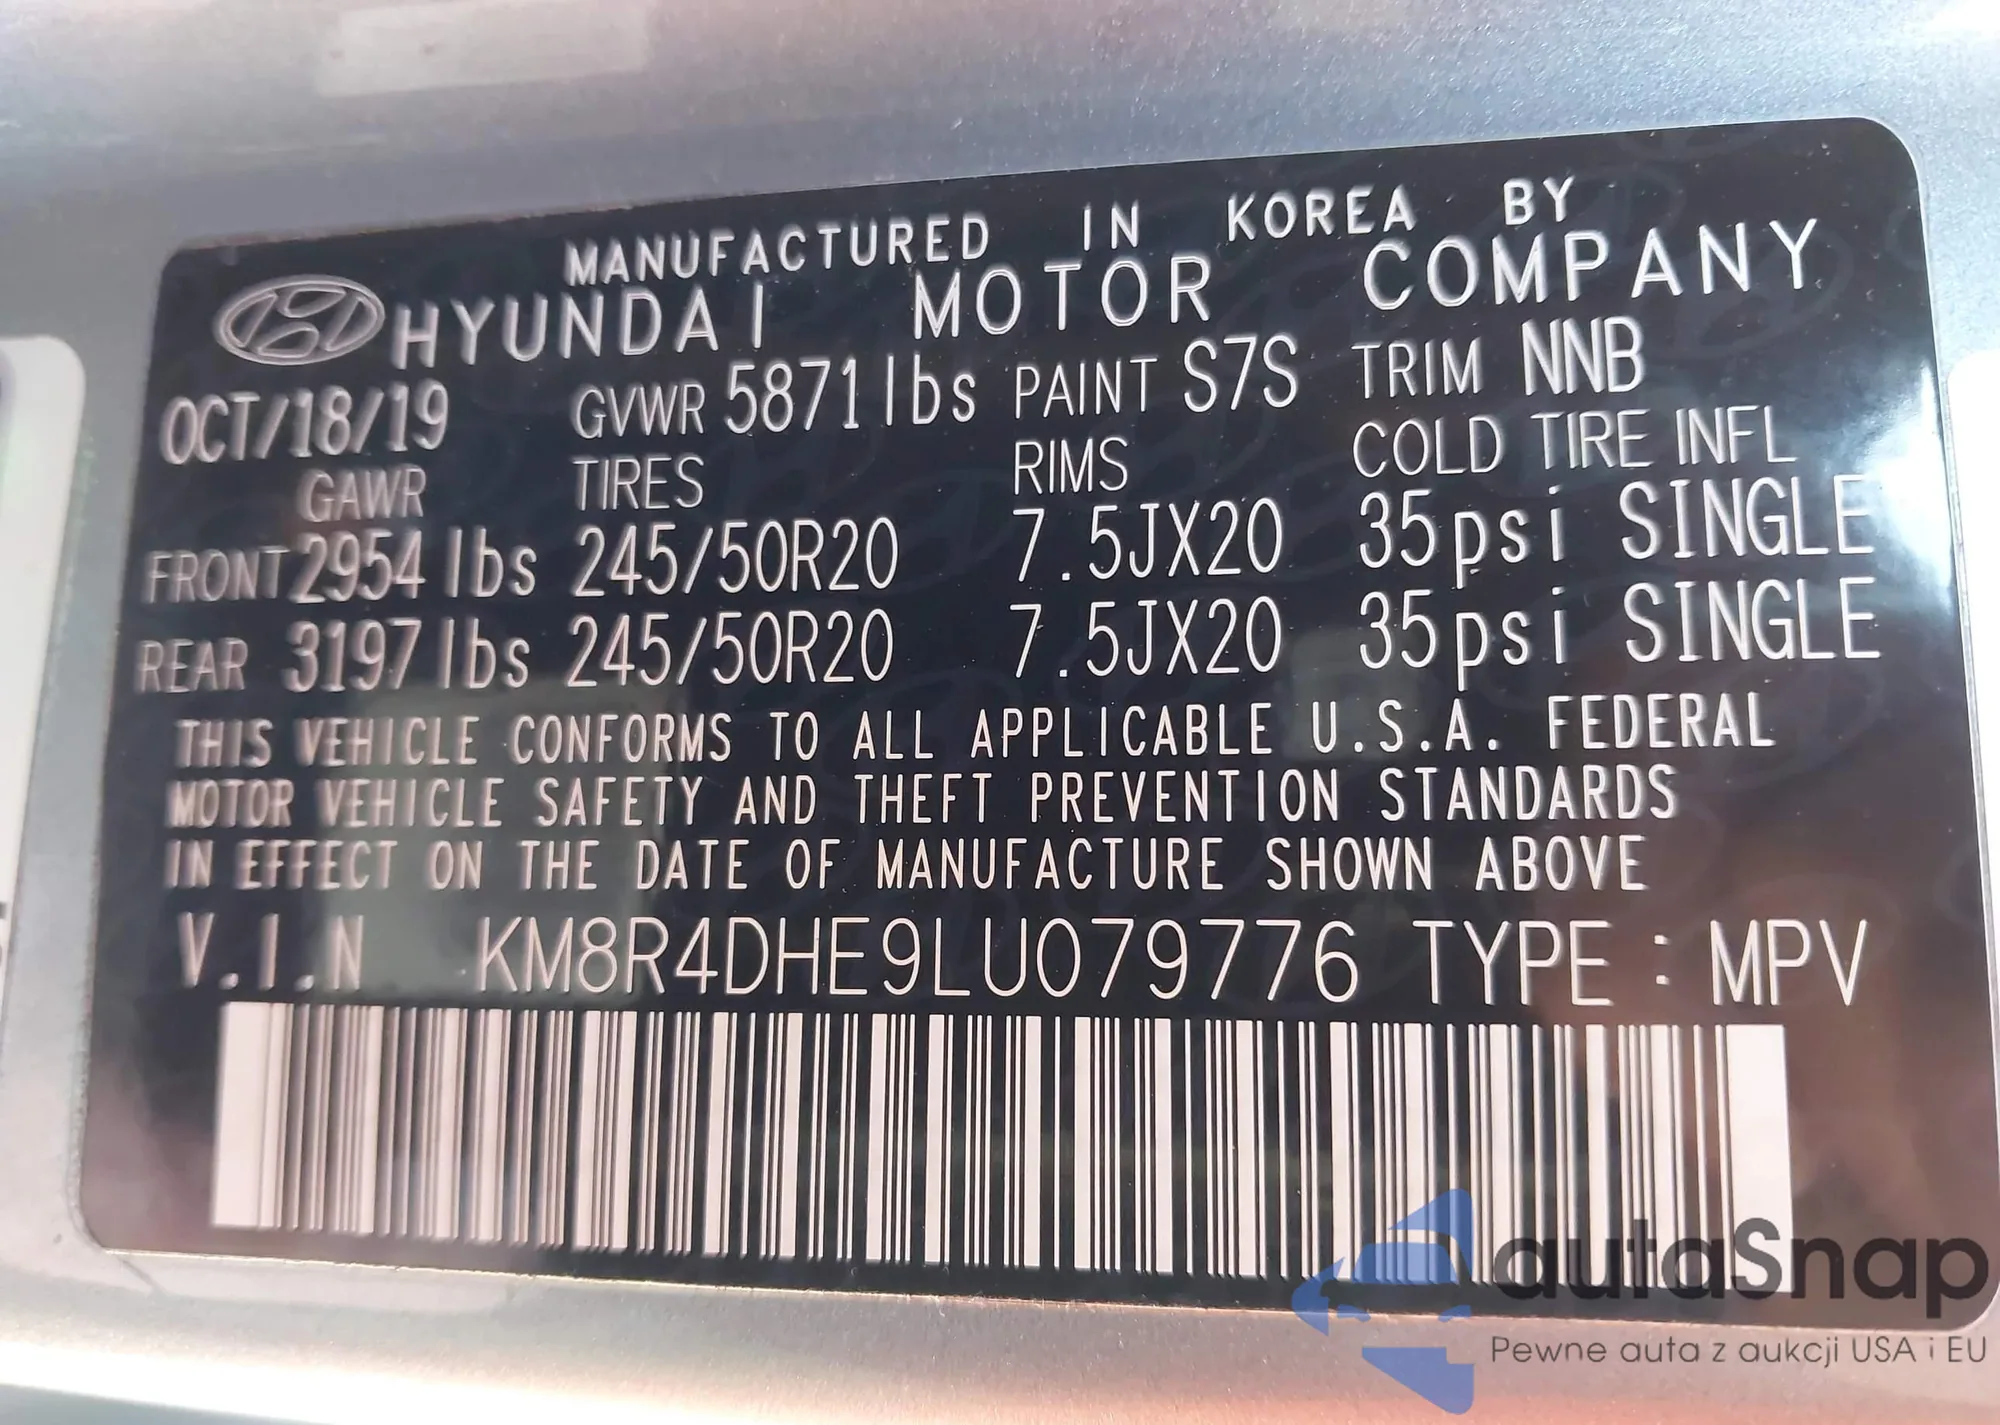 MANUFACTURED IN KOREA BY
HYUNDAI MOTOR COMPANY
OCT/18/19 GVWR 5871lbs PAINT S7S TRIM NNB
GAWR TIRES RIMS COLD TIRE INFL
FRONT 2954 lbs 245/50R20 7.5JX20 35psi SINGLE
REAR 3197 lbs 245/50R20 7.5JX20 35psi SINGLE
THIS VEHICLE CONFORMS TO ALL APPLICABLE U.S.A. FEDERAL
MOTOR VEHICLE SAFETY AND THEFT PREVENTION STANDARDS
IN EFFECT ON THE DATE OF MANUFACTURE SHOWN ABOVE
V.I.N KM8R4DHE9LU079776 TYPE : MPV
autaSnap
Pewne auta z aukcji USA i EU